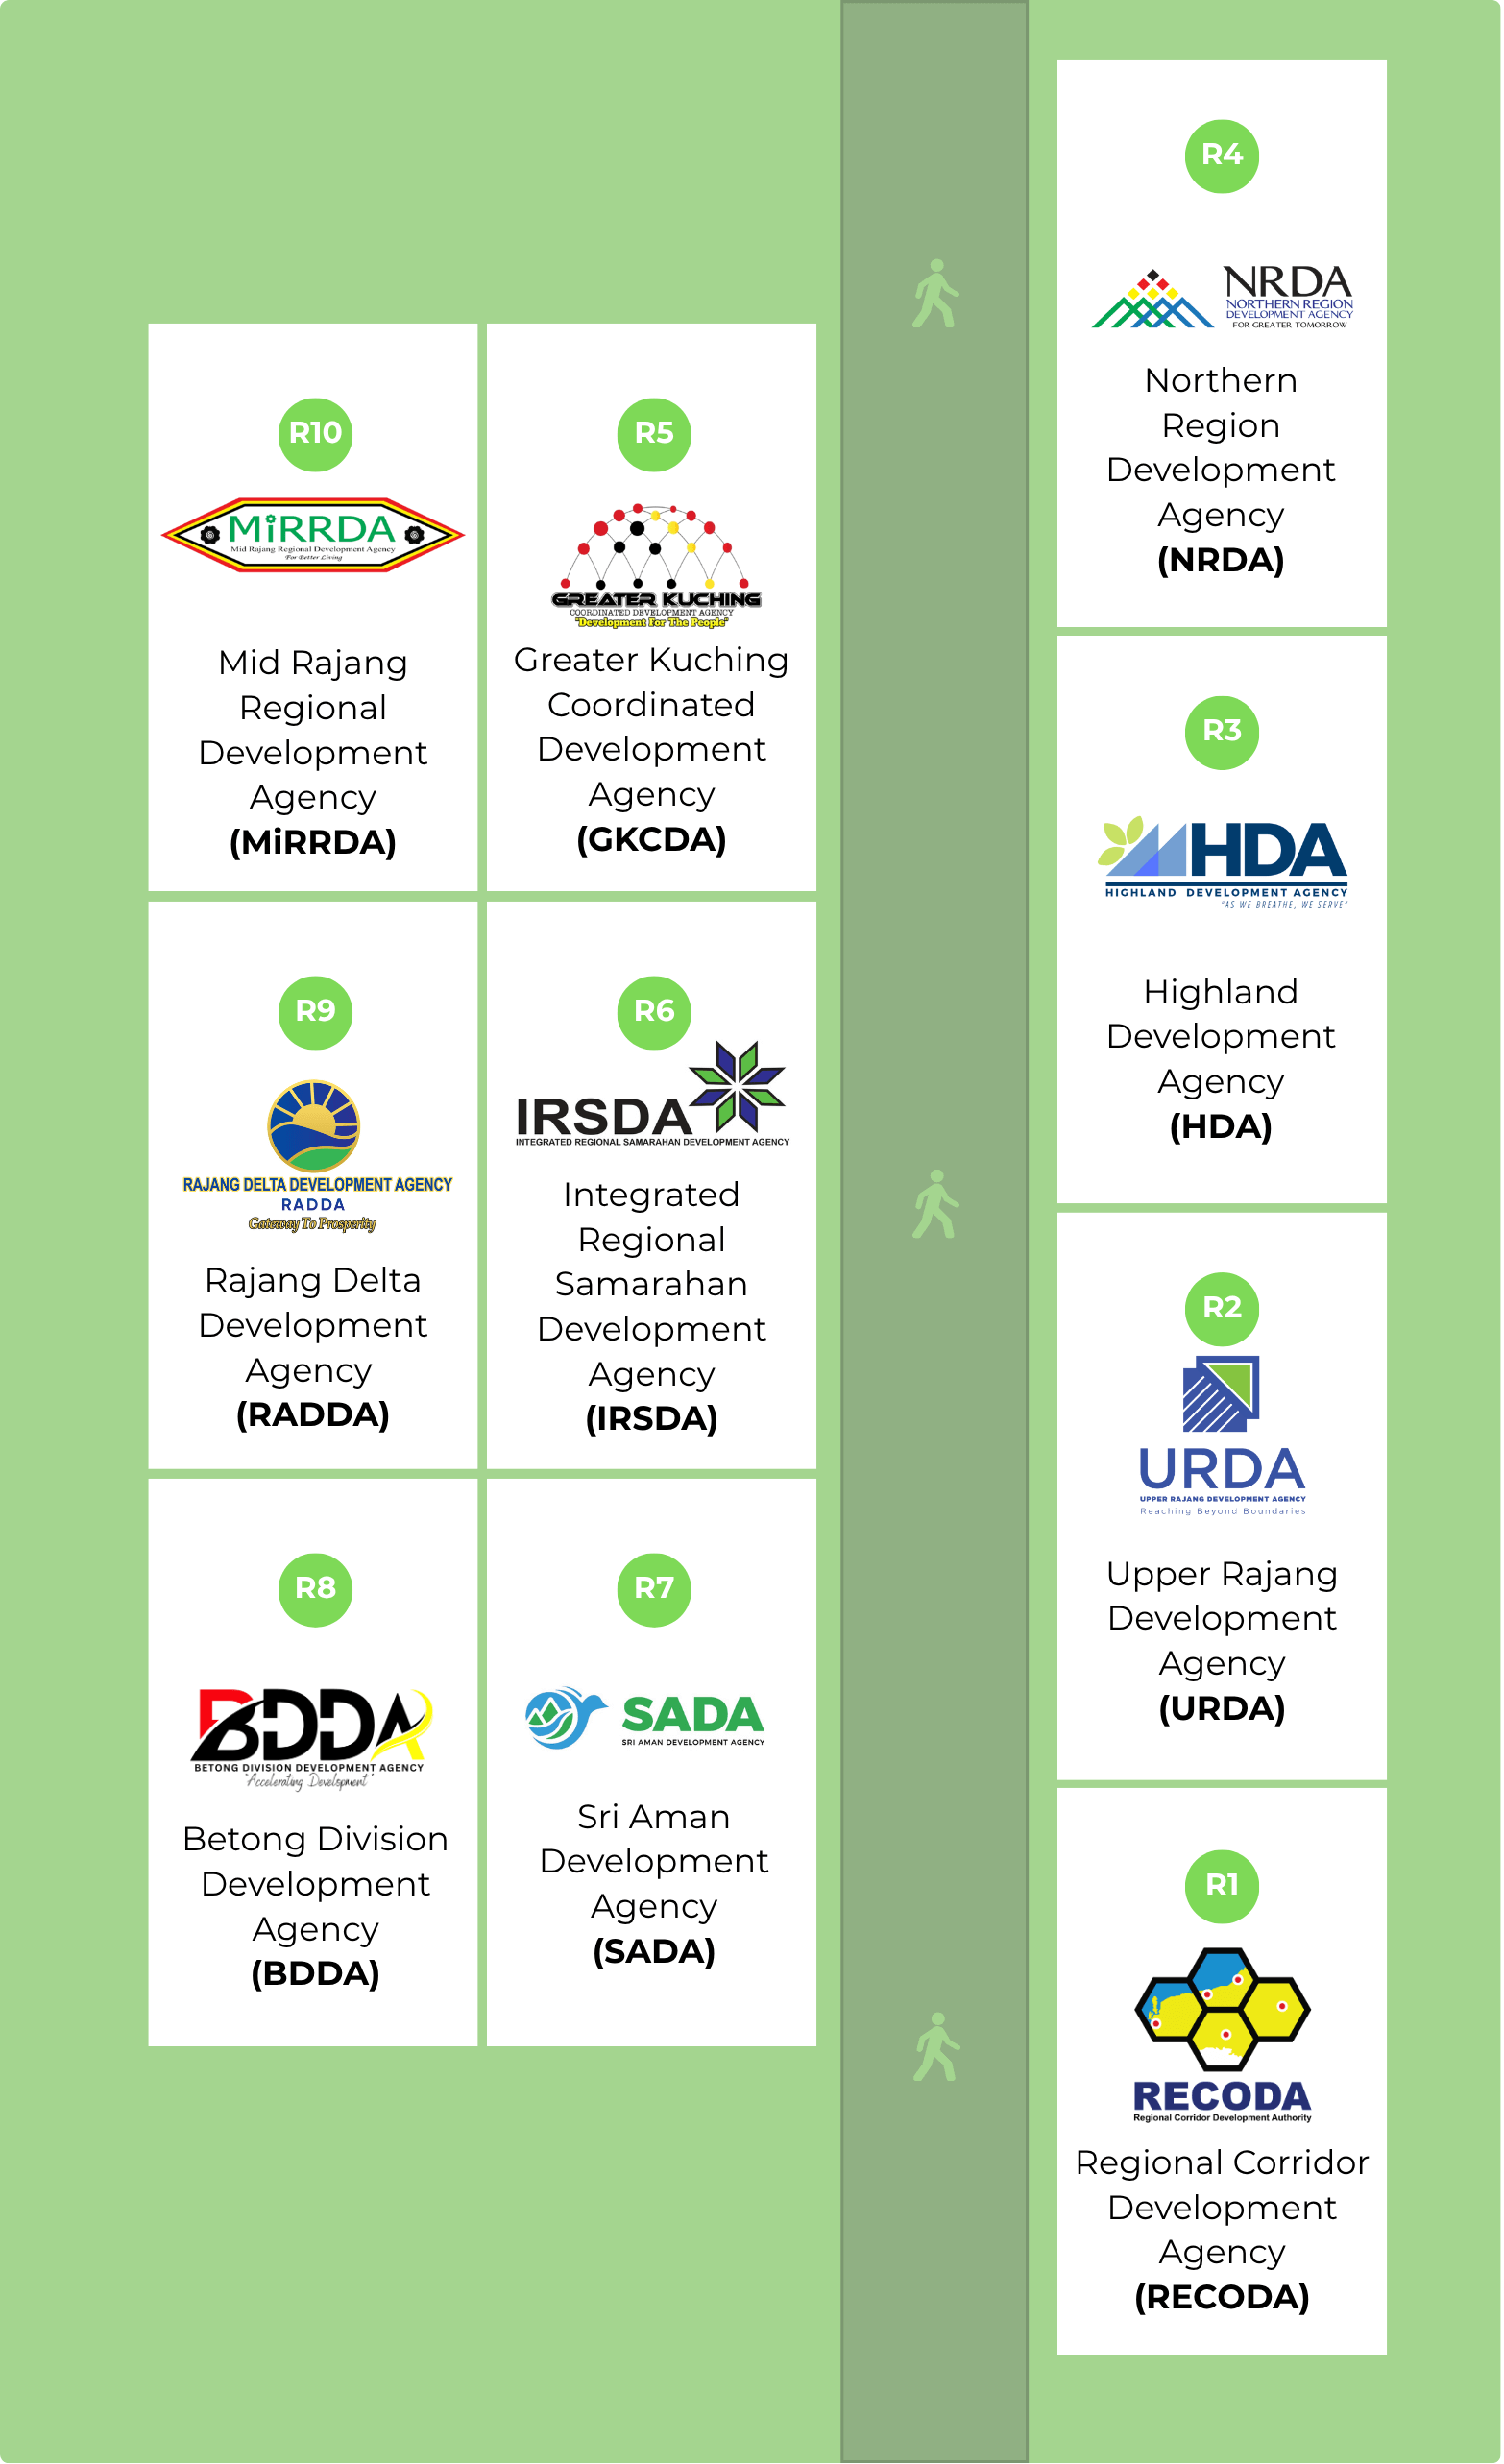 R10
MiRRDA
Mid Rajang Regional Development Agency
For Better Living
Mid Rajang
Regional
Development
Agency
(MiRRDA)
R5
GREATER KUCHING
COORDINATED DEVELOPMENT AGENCY
"Development For The People"
Greater Kuching
Coordinated
Development
Agency
(GKCDA)
R9
RAJANG DELTA DEVELOPMENT AGENCY
RADDA
Gateway To Prosperity
Rajang Delta
Development
Agency
(RADDA)
R6
IRSDA
INTEGRATED REGIONAL SAMARAHAN DEVELOPMENT AGENCY
Integrated
Regional
Samarahan
Development
Agency
(IRSDA)
R8
BDDA
BETONG DIVISION DEVELOPMENT AGENCY
"Accelerating Development"
Betong Division
Development
Agency
(BDDA)
R7
SADA
SRI AMAN DEVELOPMENT AGENCY
Sri Aman
Development
Agency
(SADA)
R4
NRDA
NORTHERN REGION
DEVELOPMENT AGENCY
FOR GREATER TOMORROW
Northern
Region
Development
Agency
(NRDA)
R3
HDA
HIGHLAND DEVELOPMENT AGENCY
"AS WE BREATHE, WE SERVE"
Highland
Development
Agency
(HDA)
R2
URDA
UPPER RAJANG DEVELOPMENT AGENCY
Reaching Beyond Boundaries
Upper Rajang
Development
Agency
(URDA)
R1
RECODA
Regional Corridor Development Authority
Regional Corridor
Development
Agency
(RECODA)